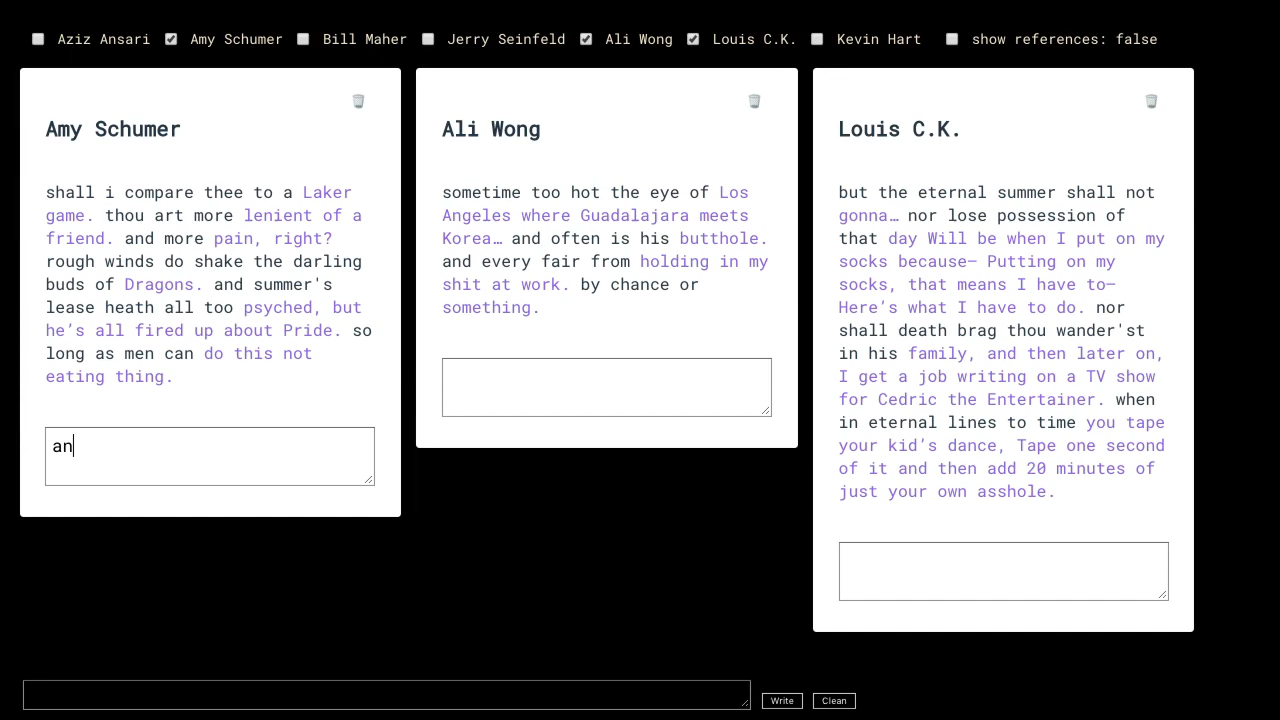 Aziz Ansari Amy Schumer Bill Maher Jerry Seinfeld Ali Wong Louis C.K. Kevin Hart show references: false
Amy Schumer
shall i compare thee to a Laker
game. thou art more lenient of a
friend. and more pain, right?
rough winds do shake the darling
buds of Dragons. and summer's
lease heath all too psyched, but
he’s all fired up about Pride. so
long as men can do this not
eating thing.
an
Ali Wong
sometime too hot the eye of Los
Angeles where Guadalajara meets
Korea… and often is his butthole.
and every fair from holding in my
shit at work. by chance or
something.
Louis C.K.
but the eternal summer shall not
gonna… nor lose possession of
that day Will be when I put on my
socks because— Putting on my
socks, that means I have to—
Here’s what I have to do. nor
shall death brag thou wander'st
in his family, and then later on,
I get a job writing on a TV show
for Cedric the Entertainer. when
in eternal lines to time you tape
your kid’s dance, Tape one second
of it and then add 20 minutes of
just your own asshole.
Write Clean